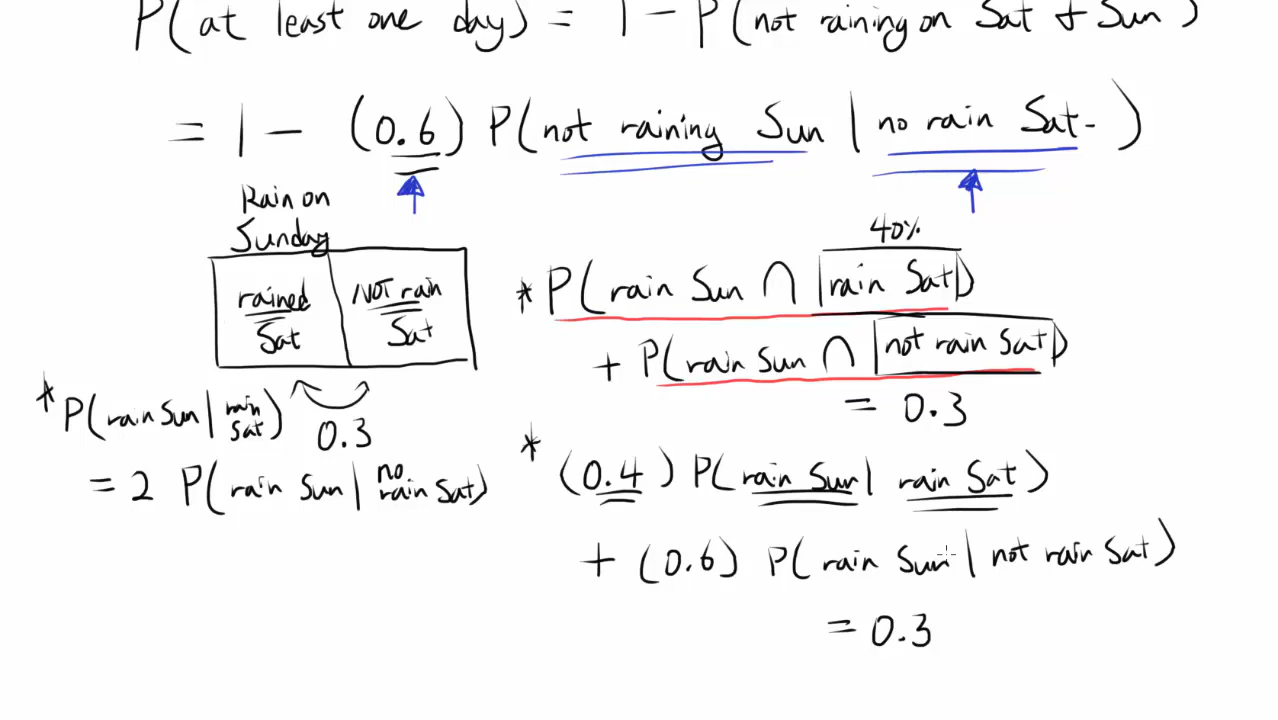 P(at least one day) = 1 - P(not raining on Sat & Sun)
= 1 - (0.6) P(not raining Sun | no rain Sat.)
Rain on
Sunday
rained
Sat
NOT rain
Sat
0.3
* P(rain Sun | rain Sat)
= 2 P(rain Sun | no rain Sat)
40%
* P(rain Sun ∩ rain Sat)
+ P(rain Sun ∩ not rain Sat)
= 0.3
* (0.4) P(rain Sun | rain Sat)
+ (0.6) P(rain Sun | not rain Sat)
= 0.3